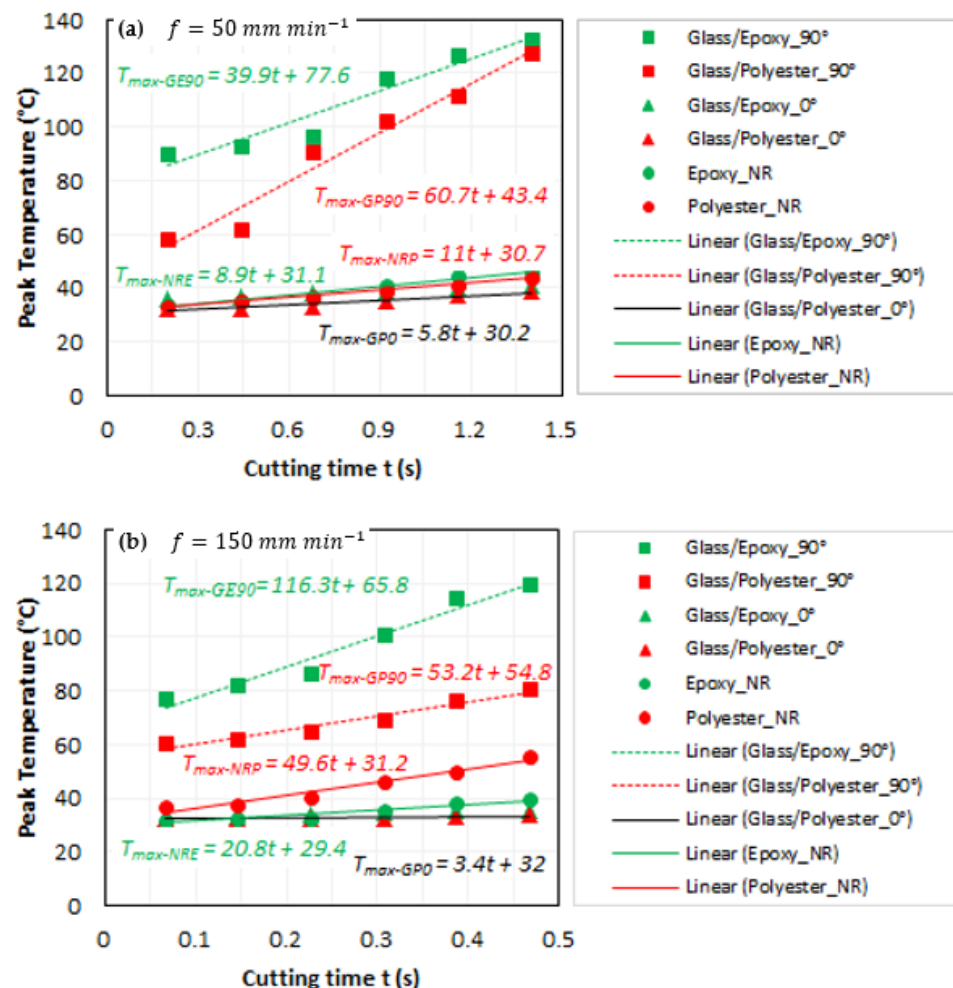 (a) f = 50 mm min⁻¹
140
120
100
80
60
40
20
0
Peak Temperature (°C)
T_max-GE90 = 39.9t + 77.6
T_max-GP90 = 60.7t + 43.4
T_max-NRE = 8.9t + 31.1
T_max-NRP = 11t + 30.7
T_max-GP0 = 5.8t + 30.2
0 0.3 0.6 0.9 1.2 1.5
Cutting time t (s)
Glass/Epoxy_90°
Glass/Polyester_90°
Glass/Epoxy_0°
Glass/Polyester_0°
Epoxy_NR
Polyester_NR
Linear (Glass/Epoxy_90°)
Linear (Glass/Polyester_90°)
Linear (Glass/Polyester_0°)
Linear (Epoxy_NR)
Linear (Polyester_NR)
(b) f = 150 mm min⁻¹
140
120
100
80
60
40
20
0
Peak Temperature (°C)
T_max-GE90=116.3t + 65.8
T_max-GP90 = 53.2t + 54.8
T_max-NRP = 49.6t + 31.2
T_max-NRE = 20.8t + 29.4
T_max-GP0 = 3.4t + 32
0 0.1 0.2 0.3 0.4 0.5
Cutting time t (s)
Glass/Epoxy_90°
Glass/Polyester_90°
Glass/Epoxy_0°
Glass/Polyester_0°
Epoxy_NR
Polyester_NR
Linear (Glass/Epoxy_90°)
Linear (Glass/Polyester_90°)
Linear (Glass/Polyester_0°)
Linear (Epoxy_NR)
Linear (Polyester_NR)